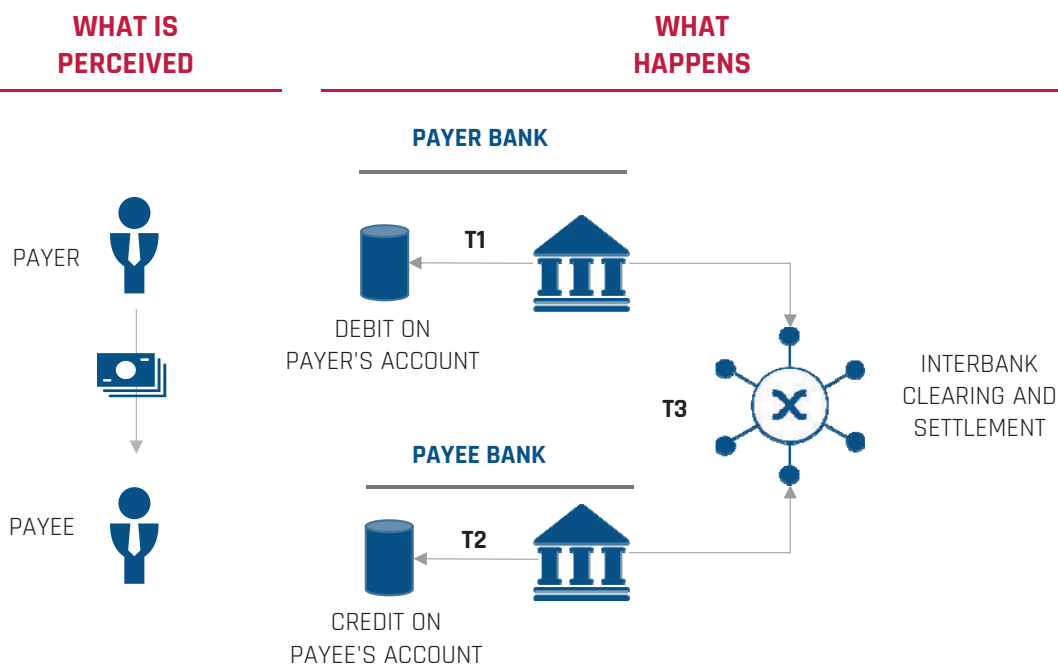 WHAT IS
PERCEIVED
WHAT
HAPPENS
PAYER
PAYEE
PAYER BANK
T1
DEBIT ON
PAYER'S ACCOUNT
T3
INTERBANK
CLEARING AND
SETTLEMENT
PAYEE BANK
T2
CREDIT ON
PAYEE'S ACCOUNT